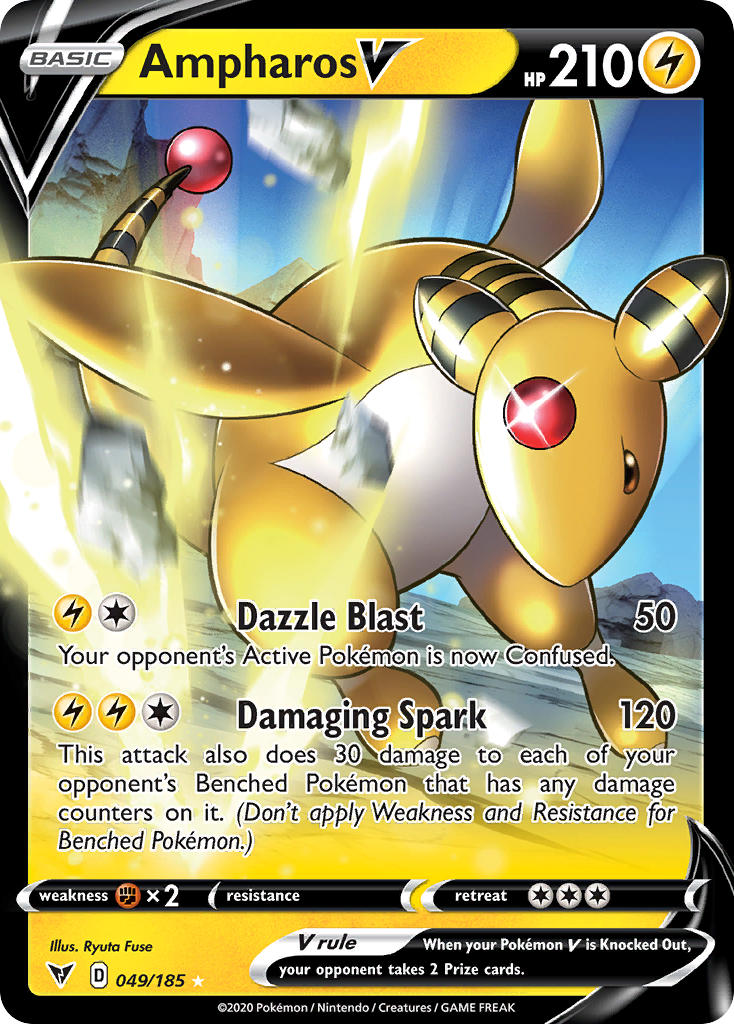 BASIC
Ampharos V
HP 210
Dazzle Blast 50
Your opponent's Active Pokémon is now Confused.
Damaging Spark 120
This attack also does 30 damage to each of your
opponent's Benched Pokémon that has any damage
counters on it. (Don't apply Weakness and Resistance for
Benched Pokémon.)
weakness ×2 resistance retreat
Illus. Ryuta Fuse
V rule When your Pokémon V is Knocked Out,
your opponent takes 2 Prize cards.
D 049/185
©2020 Pokémon / Nintendo / Creatures / GAME FREAK